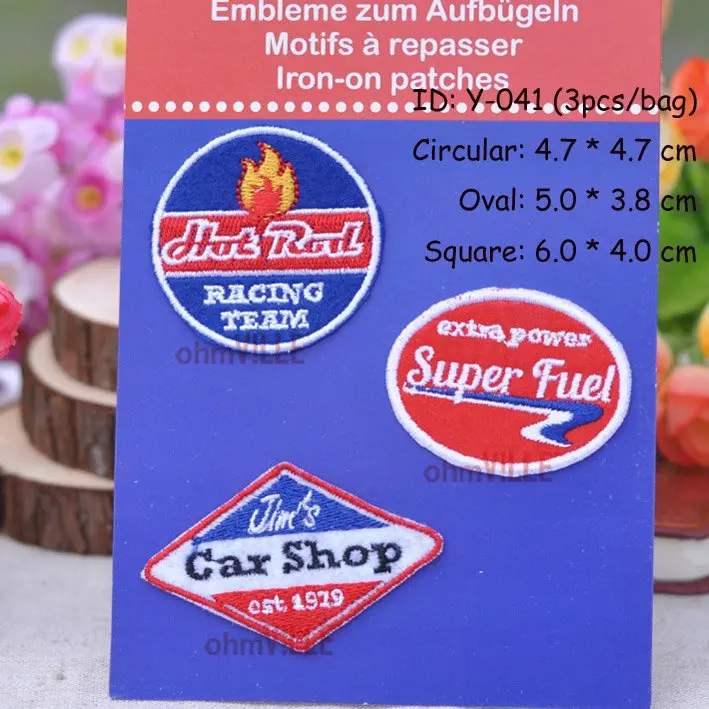 Embleme zum Aufbügeln
Motifs à repasser
Iron-on patches
ID: Y-041 (3pcs/bag)
Circular: 4.7 * 4.7 cm
Oval: 5.0 * 3.8 cm
Square: 6.0 * 4.0 cm
Hot Rod
RACING
TEAM
ohmVILLE
extra power
Super Fuel
ohmVILLE
Jim's
Car Shop
est. 1979
ohmVILLE